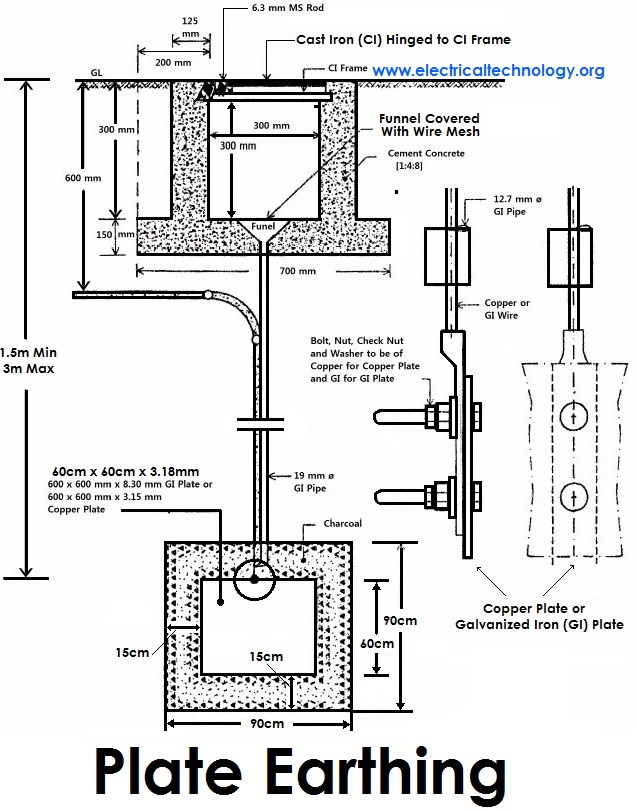 6.3 mm MS Rod
125
mm
Cast Iron (CI) Hinged to CI Frame
200 mm
GL
CI Frame
www.electricaltechnology.org
Funnel Covered
With Wire Mesh
300 mm
300 mm
300 mm
Cement Concrete
[1:4:8]
600 mm
12.7 mm ø
GI Pipe
Funel
150 mm
700 mm
Copper or
GI Wire
1.5m Min
3m Max
Bolt, Nut, Check Nut
and Washer to be of
Copper for Copper Plate
and GI for GI Plate
60cm x 60cm x 3.18mm
600 x 600 mm x 8.30 mm GI Plate or
600 x 600 mm x 3.15 mm
Copper Plate
19 mm ø
GI Pipe
Charcoal
Copper Plate or
Galvanized Iron (GI) Plate
90cm
60cm
15cm
15cm
90cm
Plate Earthing